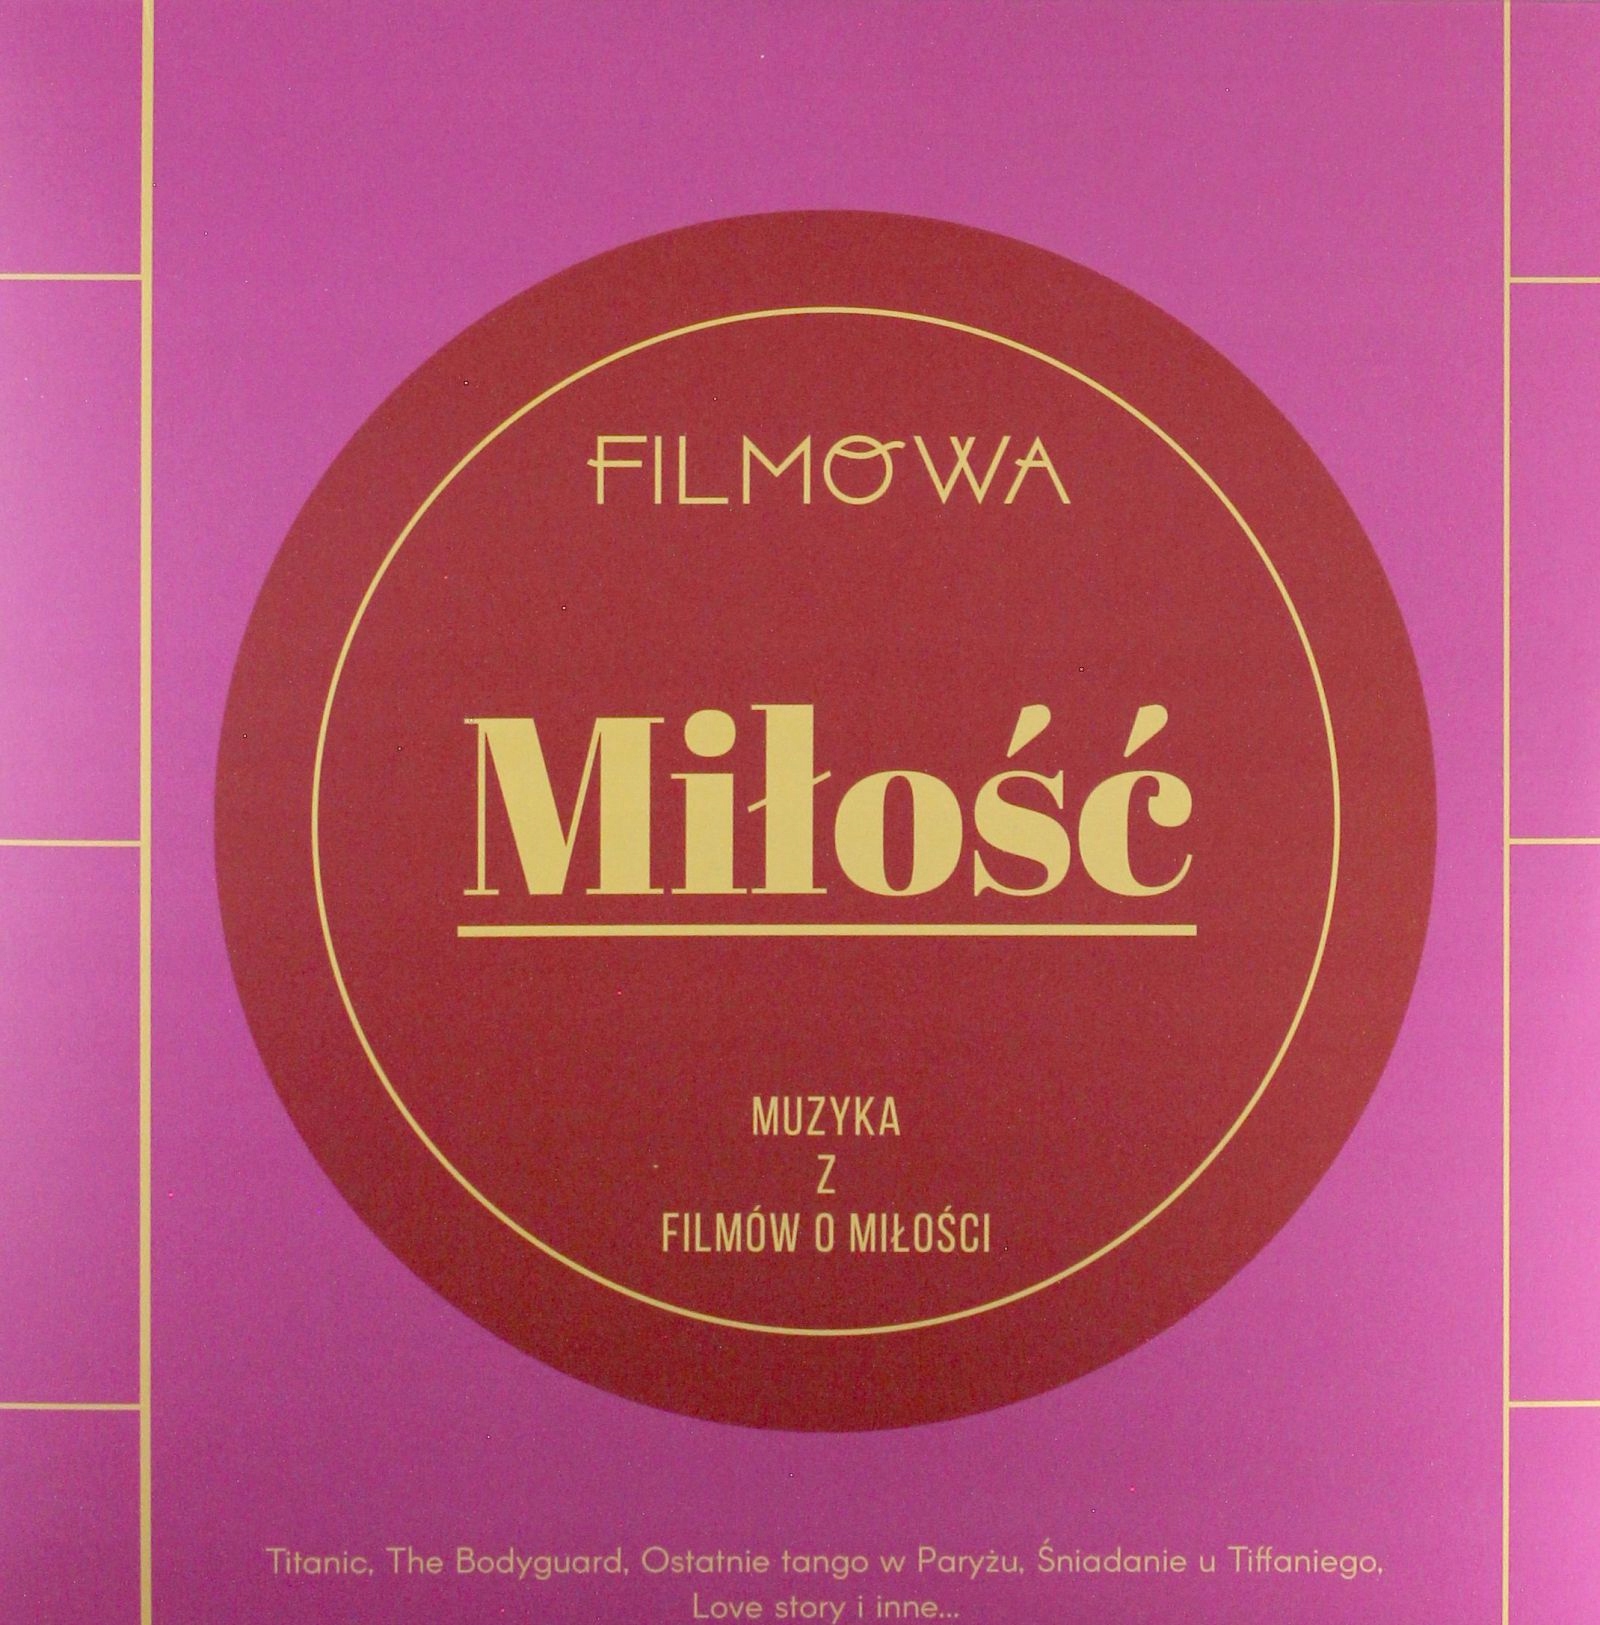 FILMOWA
Miłość
MUZYKA
Z
FILMÓW O MIŁOŚCI
Titanic, The Bodyguard, Ostatnie tango w Paryżu, Śniadanie u Tiffaniego,
Love story i inne...